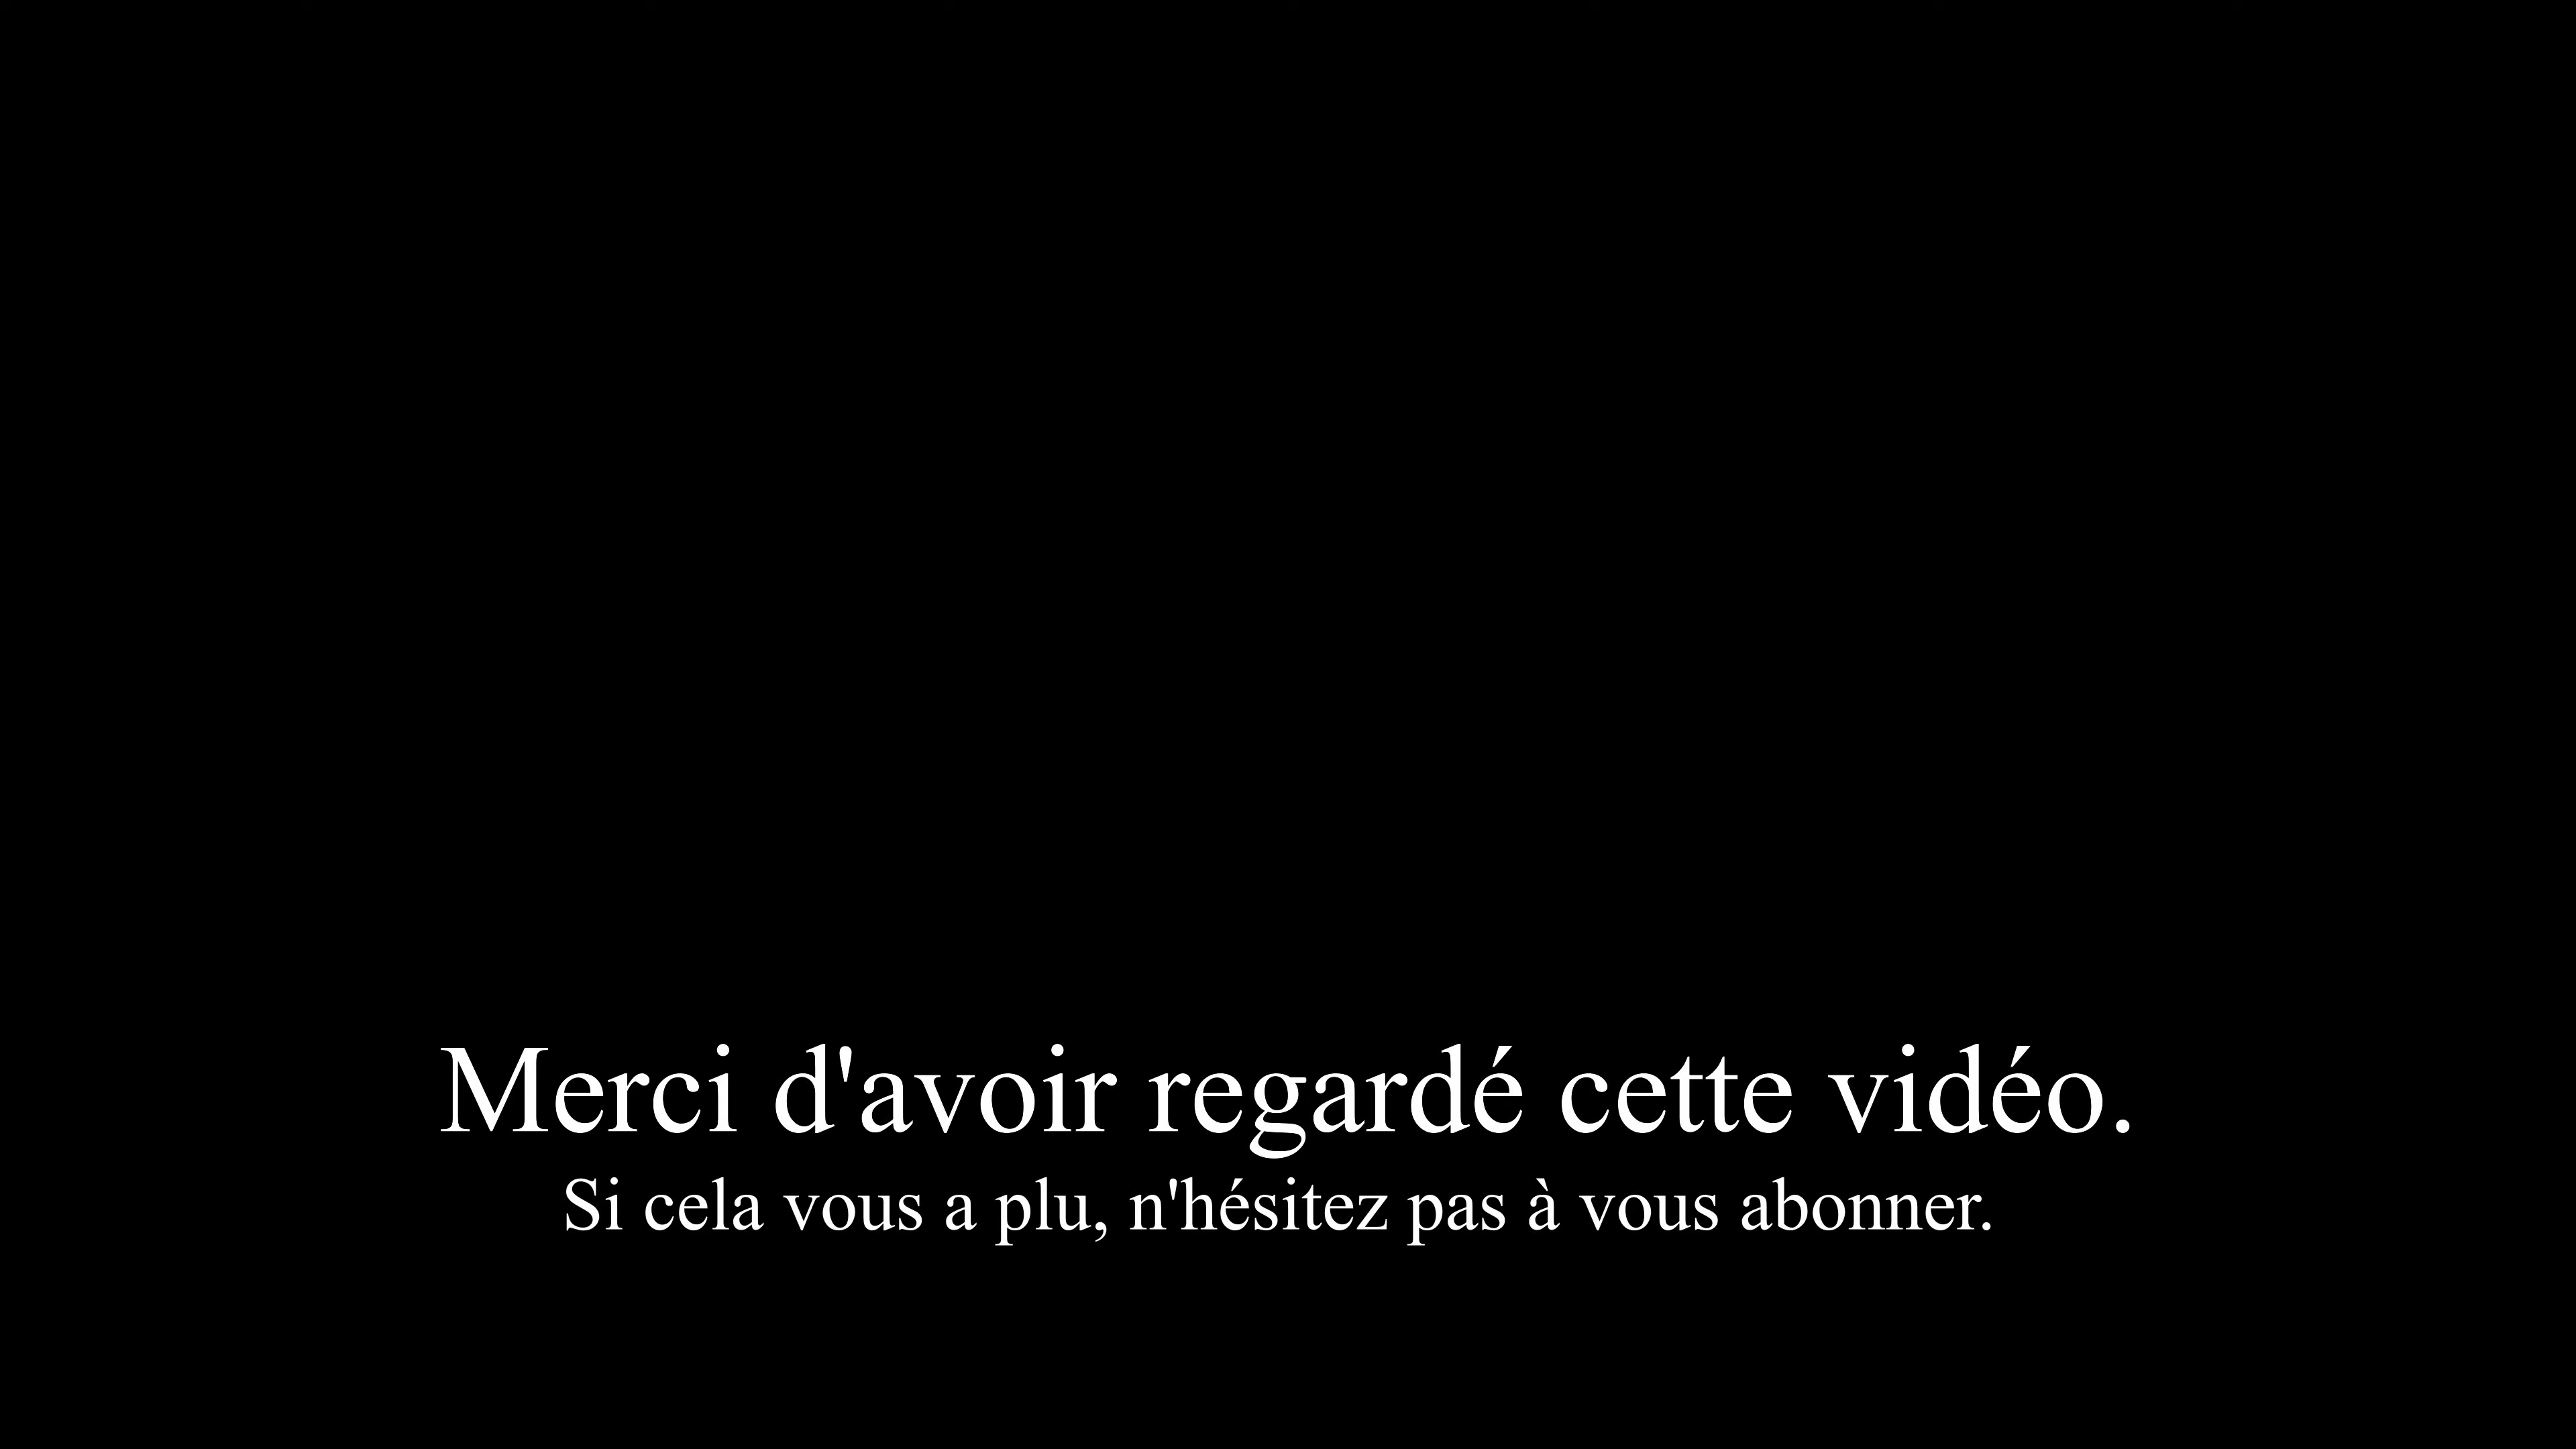 Merci d'avoir regardé cette vidéo.
Si cela vous a plu, n'hésitez pas à vous abonner.